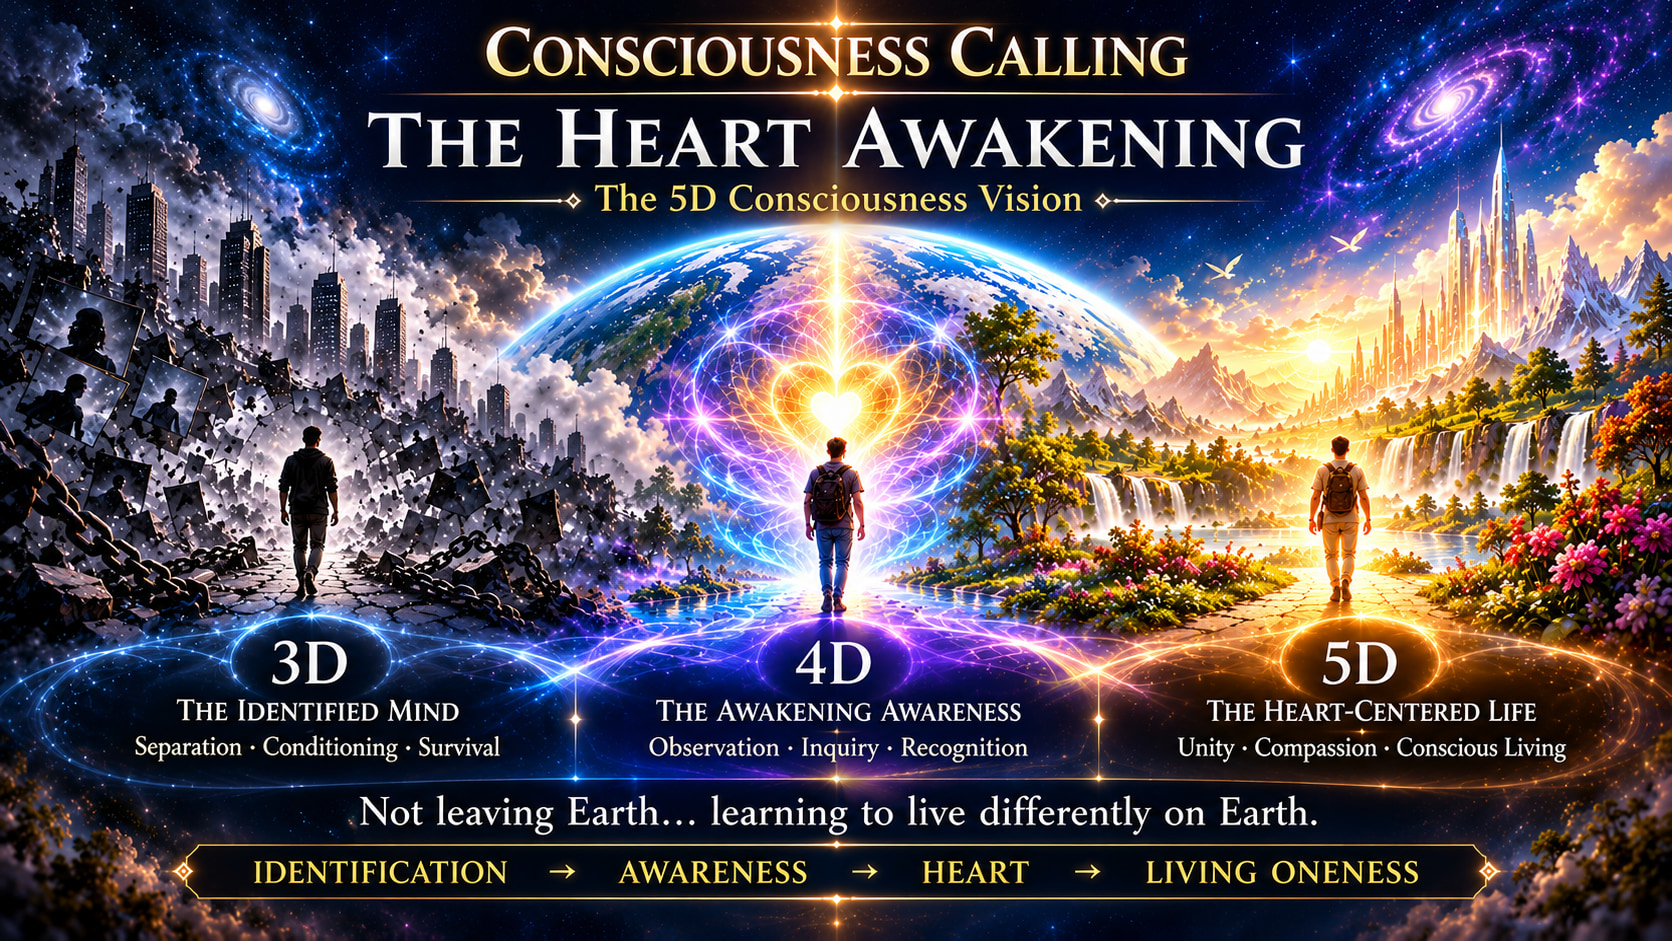 CONSCIOUSNESS CALLING
THE HEART AWAKENING
The 5D Consciousness Vision
3D
THE IDENTIFIED MIND
Separation · Conditioning · Survival
4D
THE AWAKENING AWARENESS
Observation · Inquiry · Recognition
5D
THE HEART-CENTERED LIFE
Unity · Compassion · Conscious Living
Not leaving Earth... learning to live differently on Earth.
IDENTIFICATION → AWARENESS → HEART → LIVING ONENESS